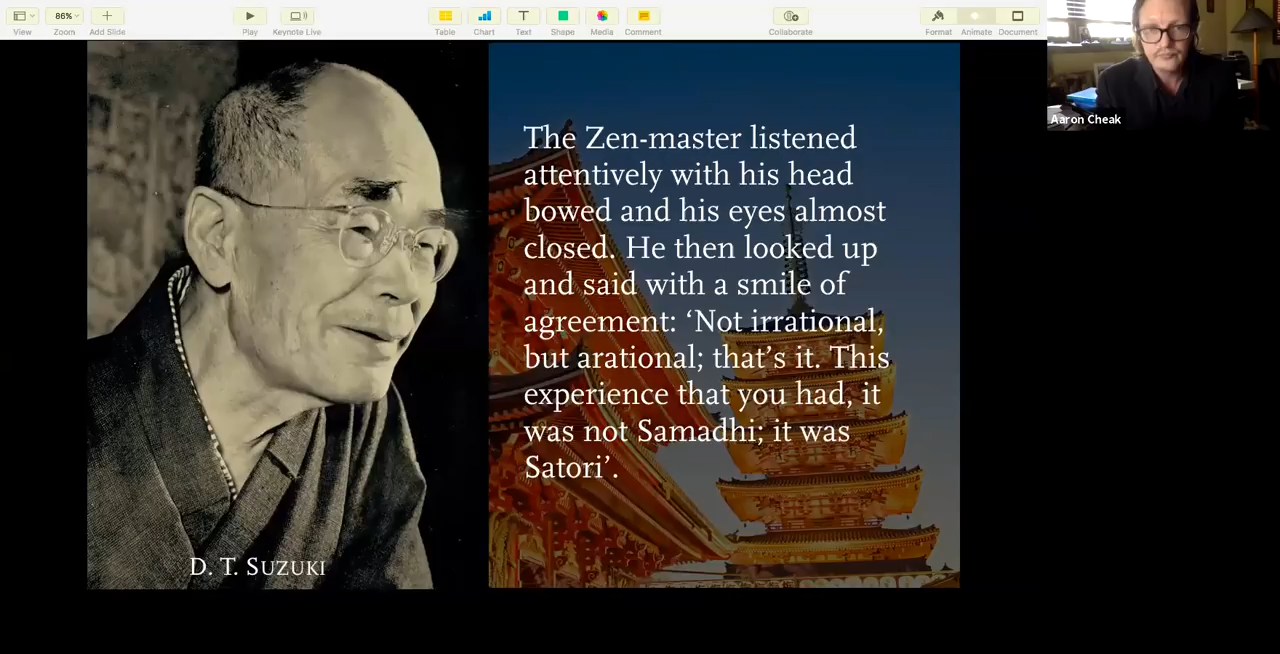 View
86%
Zoom
Add Slide
Play
Keynote Live
Table
Chart
Text
Shape
Media
Comment
Collaborate
Format
Animate
Document
Aaron Cheak
The Zen-master listened
attentively with his head
bowed and his eyes almost
closed. He then looked up
and said with a smile of
agreement: ‘Not irrational,
but arational; that’s it. This
experience that you had, it
was not Samadhi; it was
Satori’.
D. T. Suzuki